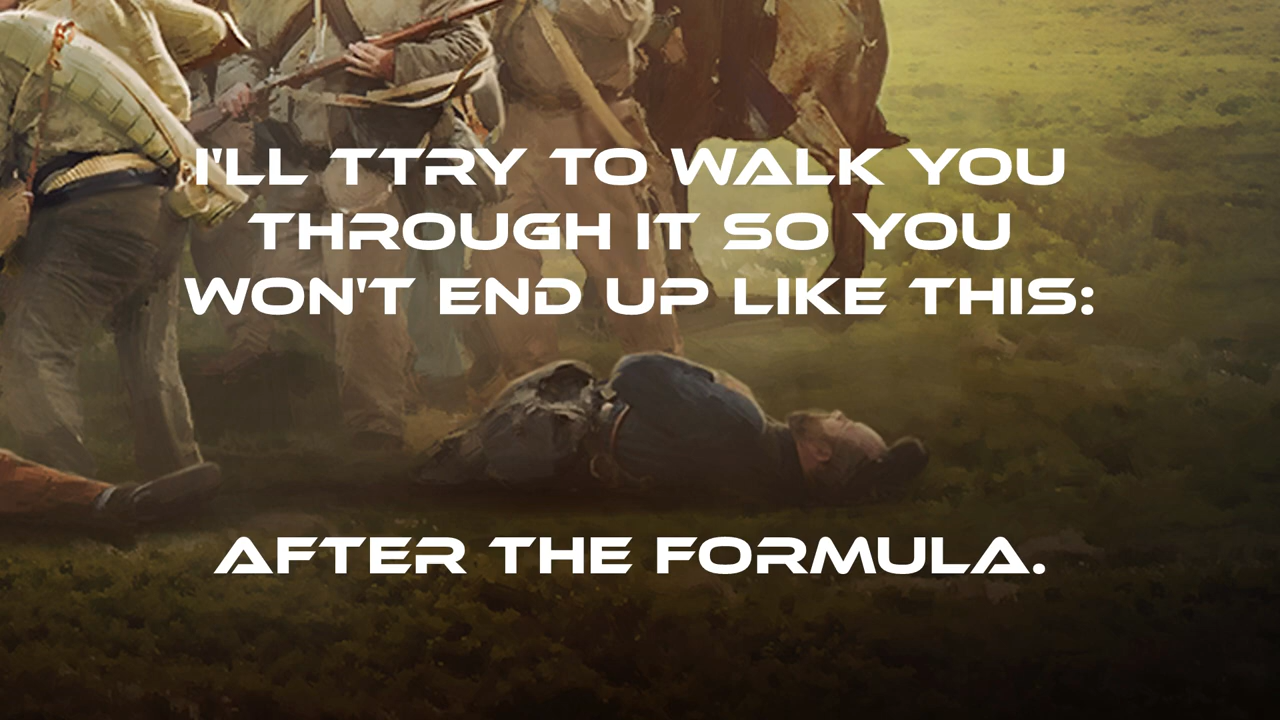 I'LL TTRY TO WALK YOU
THROUGH IT SO YOU
WON'T END UP LIKE THIS:
AFTER THE FORMULA.